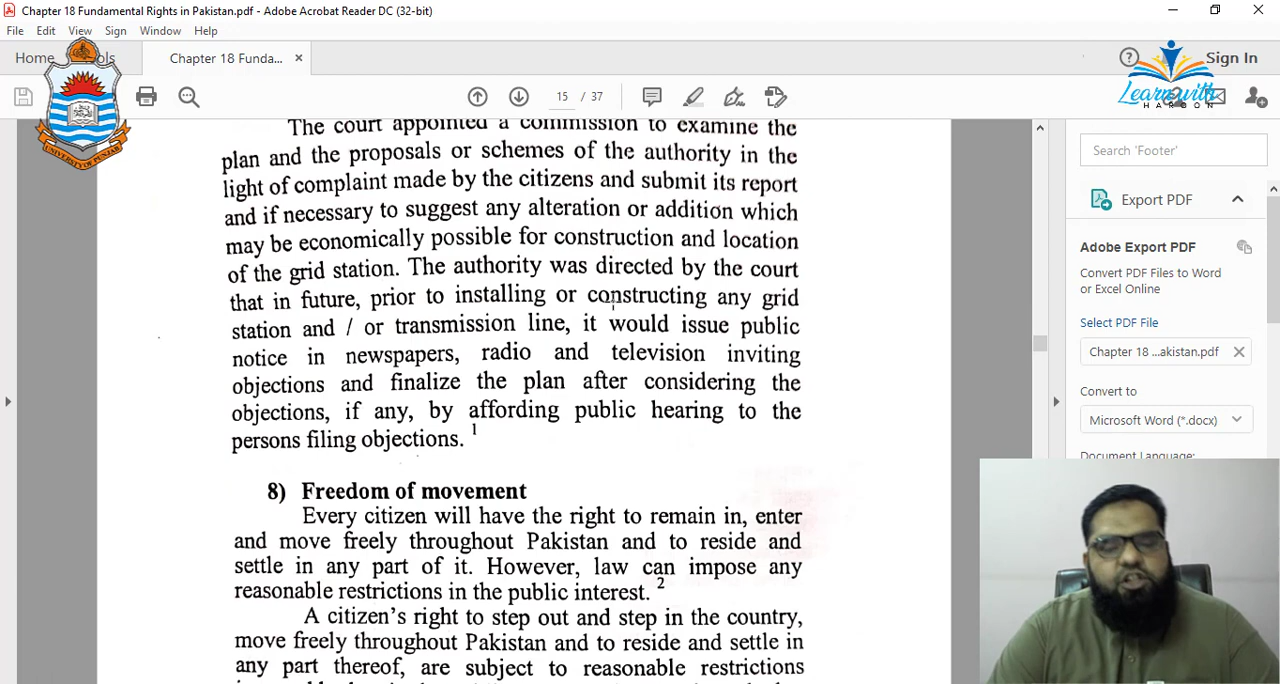 Chapter 18 Fundamental Rights in Pakistan.pdf - Adobe Acrobat Reader DC (32-bit)
File Edit View Sign Window Help
Home
Chapter 18 Funda...
Sign In
15 / 37
Learn with
HAROON
UNIVERSITY OF PUNJAB
The court appointed a commission to examine the
plan and the proposals or schemes of the authority in the
light of complaint made by the citizens and submit its report
and if necessary to suggest any alteration or addition which
may be economically possible for construction and location
of the grid station. The authority was directed by the court
that in future, prior to installing or constructing any grid
station and / or transmission line, it would issue public
notice in newspapers, radio and television inviting
objections and finalize the plan after considering the
objections, if any, by affording public hearing to the
persons filing objections. 1
8) Freedom of movement
Every citizen will have the right to remain in, enter
and move freely throughout Pakistan and to reside and
settle in any part of it. However, law can impose any
reasonable restrictions in the public interest. 2
A citizen's right to step out and step in the country,
move freely throughout Pakistan and to reside and settle in
any part thereof, are subject to reasonable restrictions
Search 'Footer'
Export PDF
Adobe Export PDF
Convert PDF Files to Word
or Excel Online
Select PDF File
Chapter 18 ...akistan.pdf
Convert to
Microsoft Word (*.docx)
Document Language: